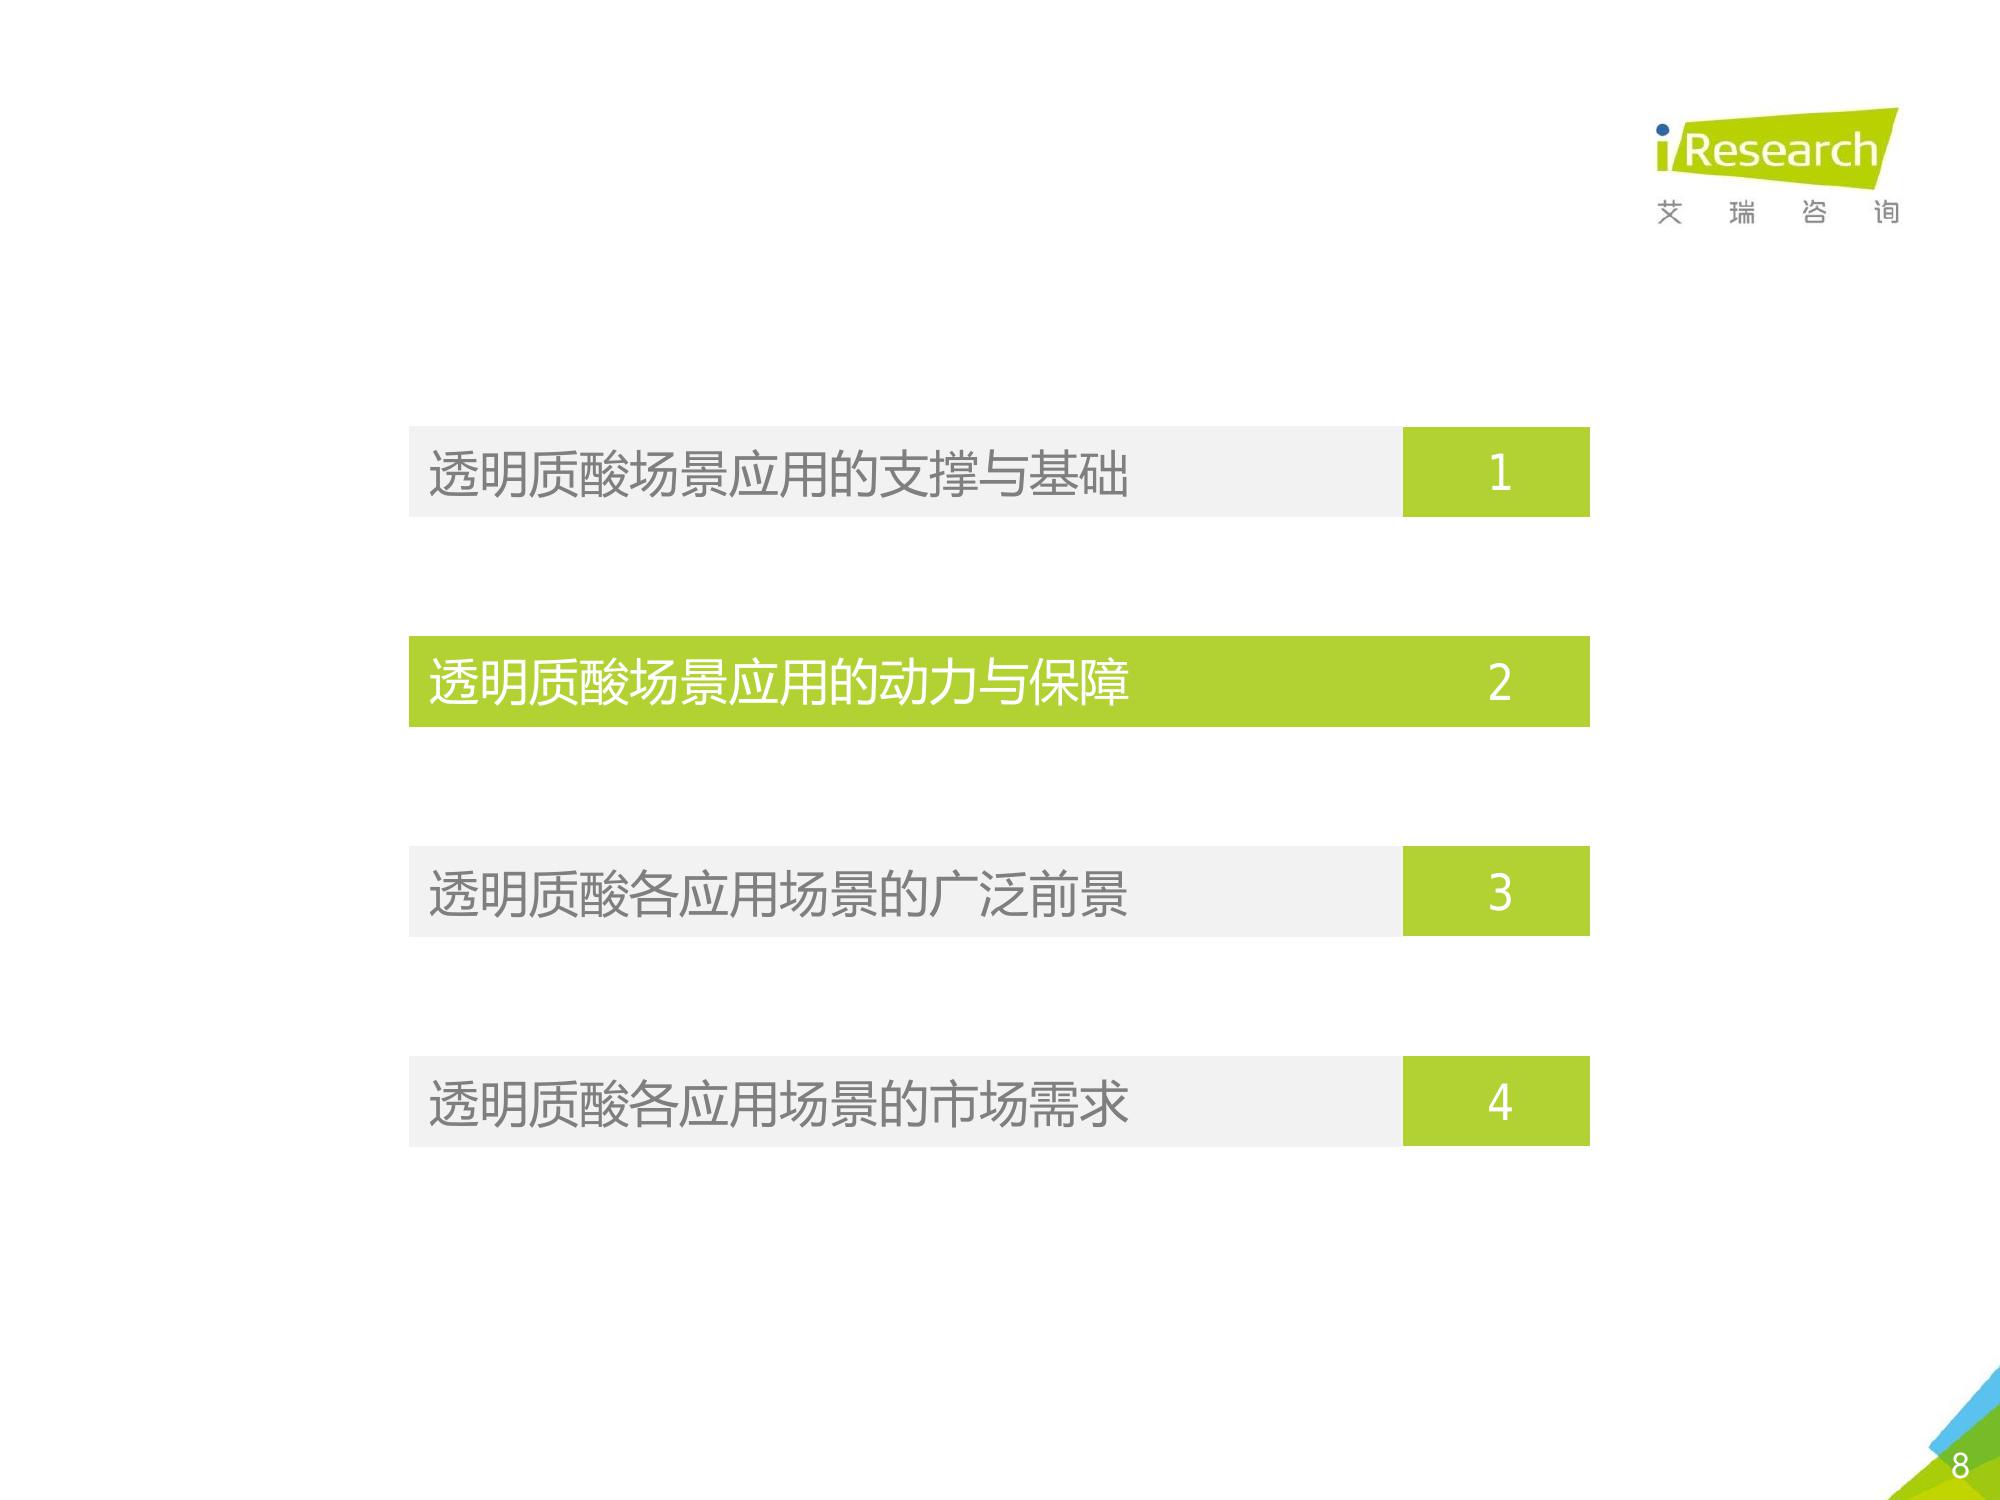 iResearch
艾瑞咨询
透明质酸场景应用的支撑与基础 1
透明质酸场景应用的动力与保障 2
透明质酸各应用场景的广泛前景 3
透明质酸各应用场景的市场需求 4
8